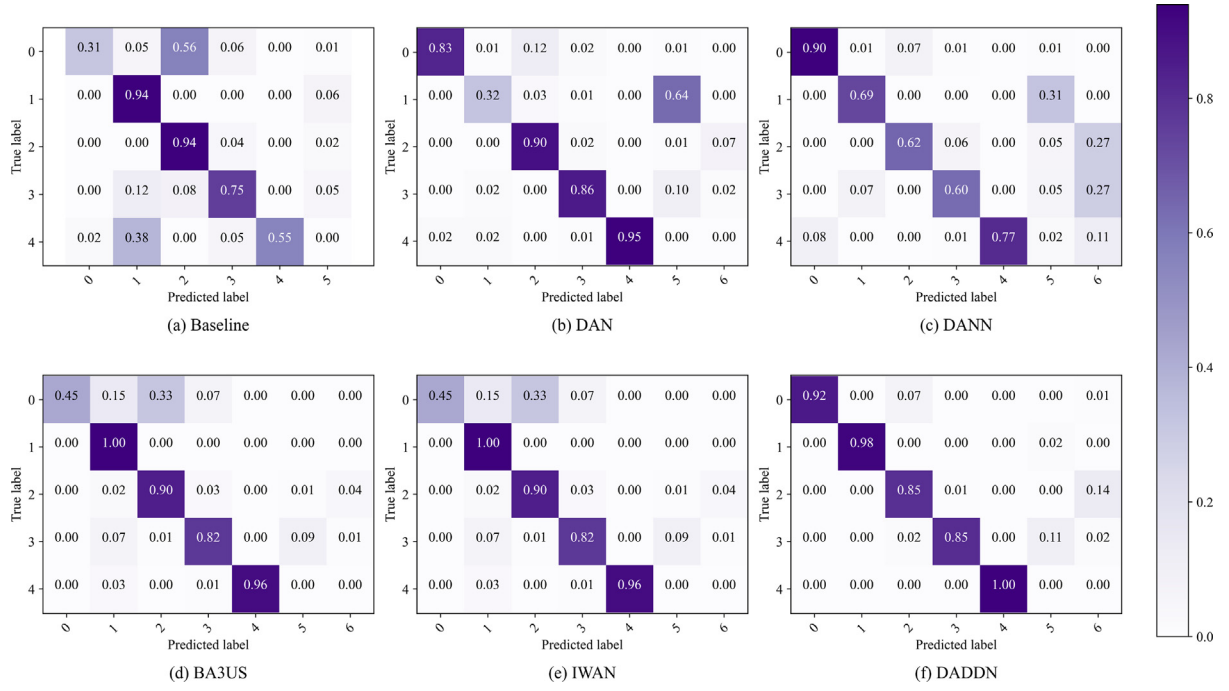 0 0.31 0.05 0.56 0.06 0.00 0.01
1 0.00 0.94 0.00 0.00 0.00 0.06
2 0.00 0.00 0.94 0.04 0.00 0.02
3 0.00 0.12 0.08 0.75 0.00 0.05
4 0.02 0.38 0.00 0.05 0.55 0.00
True label
0 1 2 3 4 5
Predicted label
(a) Baseline
0 0.83 0.01 0.12 0.02 0.00 0.01 0.00
1 0.00 0.32 0.03 0.01 0.00 0.64 0.00
2 0.00 0.00 0.90 0.02 0.00 0.01 0.07
3 0.00 0.02 0.00 0.86 0.00 0.10 0.02
4 0.02 0.02 0.00 0.01 0.95 0.00 0.00
True label
0 1 2 3 4 5 6
Predicted label
(b) DAN
0 0.90 0.01 0.07 0.01 0.00 0.01 0.00
1 0.00 0.69 0.00 0.00 0.00 0.31 0.00
2 0.00 0.00 0.62 0.06 0.00 0.05 0.27
3 0.00 0.07 0.00 0.60 0.00 0.05 0.27
4 0.08 0.00 0.00 0.01 0.77 0.02 0.11
True label
0 1 2 3 4 5 6
Predicted label
(c) DANN
0 0.45 0.15 0.33 0.07 0.00 0.00 0.00
1 0.00 1.00 0.00 0.00 0.00 0.00 0.00
2 0.00 0.02 0.90 0.03 0.00 0.01 0.04
3 0.00 0.07 0.01 0.82 0.00 0.09 0.01
4 0.00 0.03 0.00 0.01 0.96 0.00 0.00
True label
0 1 2 3 4 5 6
Predicted label
(d) BA3US
0 0.45 0.15 0.33 0.07 0.00 0.00 0.00
1 0.00 1.00 0.00 0.00 0.00 0.00 0.00
2 0.00 0.02 0.90 0.03 0.00 0.01 0.04
3 0.00 0.07 0.01 0.82 0.00 0.09 0.01
4 0.00 0.03 0.00 0.01 0.96 0.00 0.00
True label
0 1 2 3 4 5 6
Predicted label
(e) IWAN
0 0.92 0.00 0.07 0.00 0.00 0.00 0.01
1 0.00 0.98 0.00 0.00 0.00 0.02 0.00
2 0.00 0.00 0.85 0.01 0.00 0.00 0.14
3 0.00 0.00 0.02 0.85 0.00 0.11 0.02
4 0.00 0.00 0.00 0.00 1.00 0.00 0.00
True label
0 1 2 3 4 5 6
Predicted label
(f) DADDN
0.8
0.6
0.4
0.2
0.0